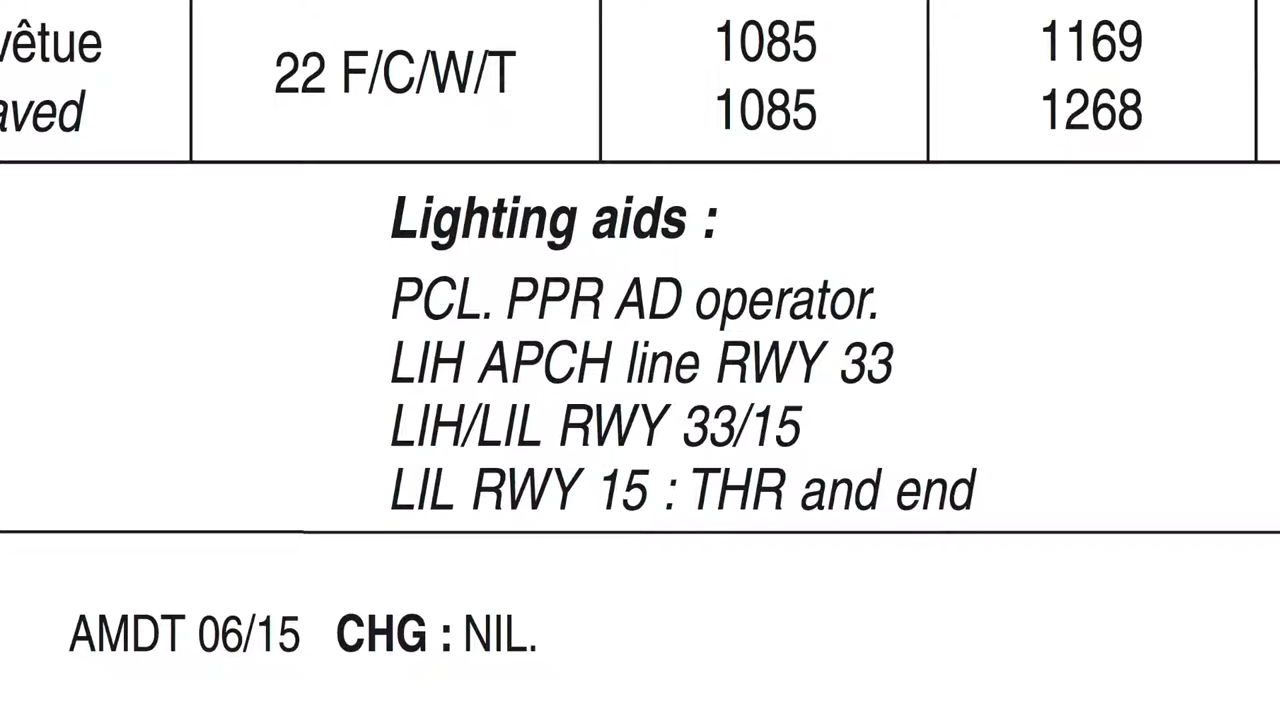 vêtue
aved
22 F/C/W/T
1085
1085
1169
1268
Lighting aids :
PCL. PPR AD operator.
LIH APCH line RWY 33
LIH/LIL RWY 33/15
LIL RWY 15 : THR and end
AMDT 06/15 CHG : NIL.